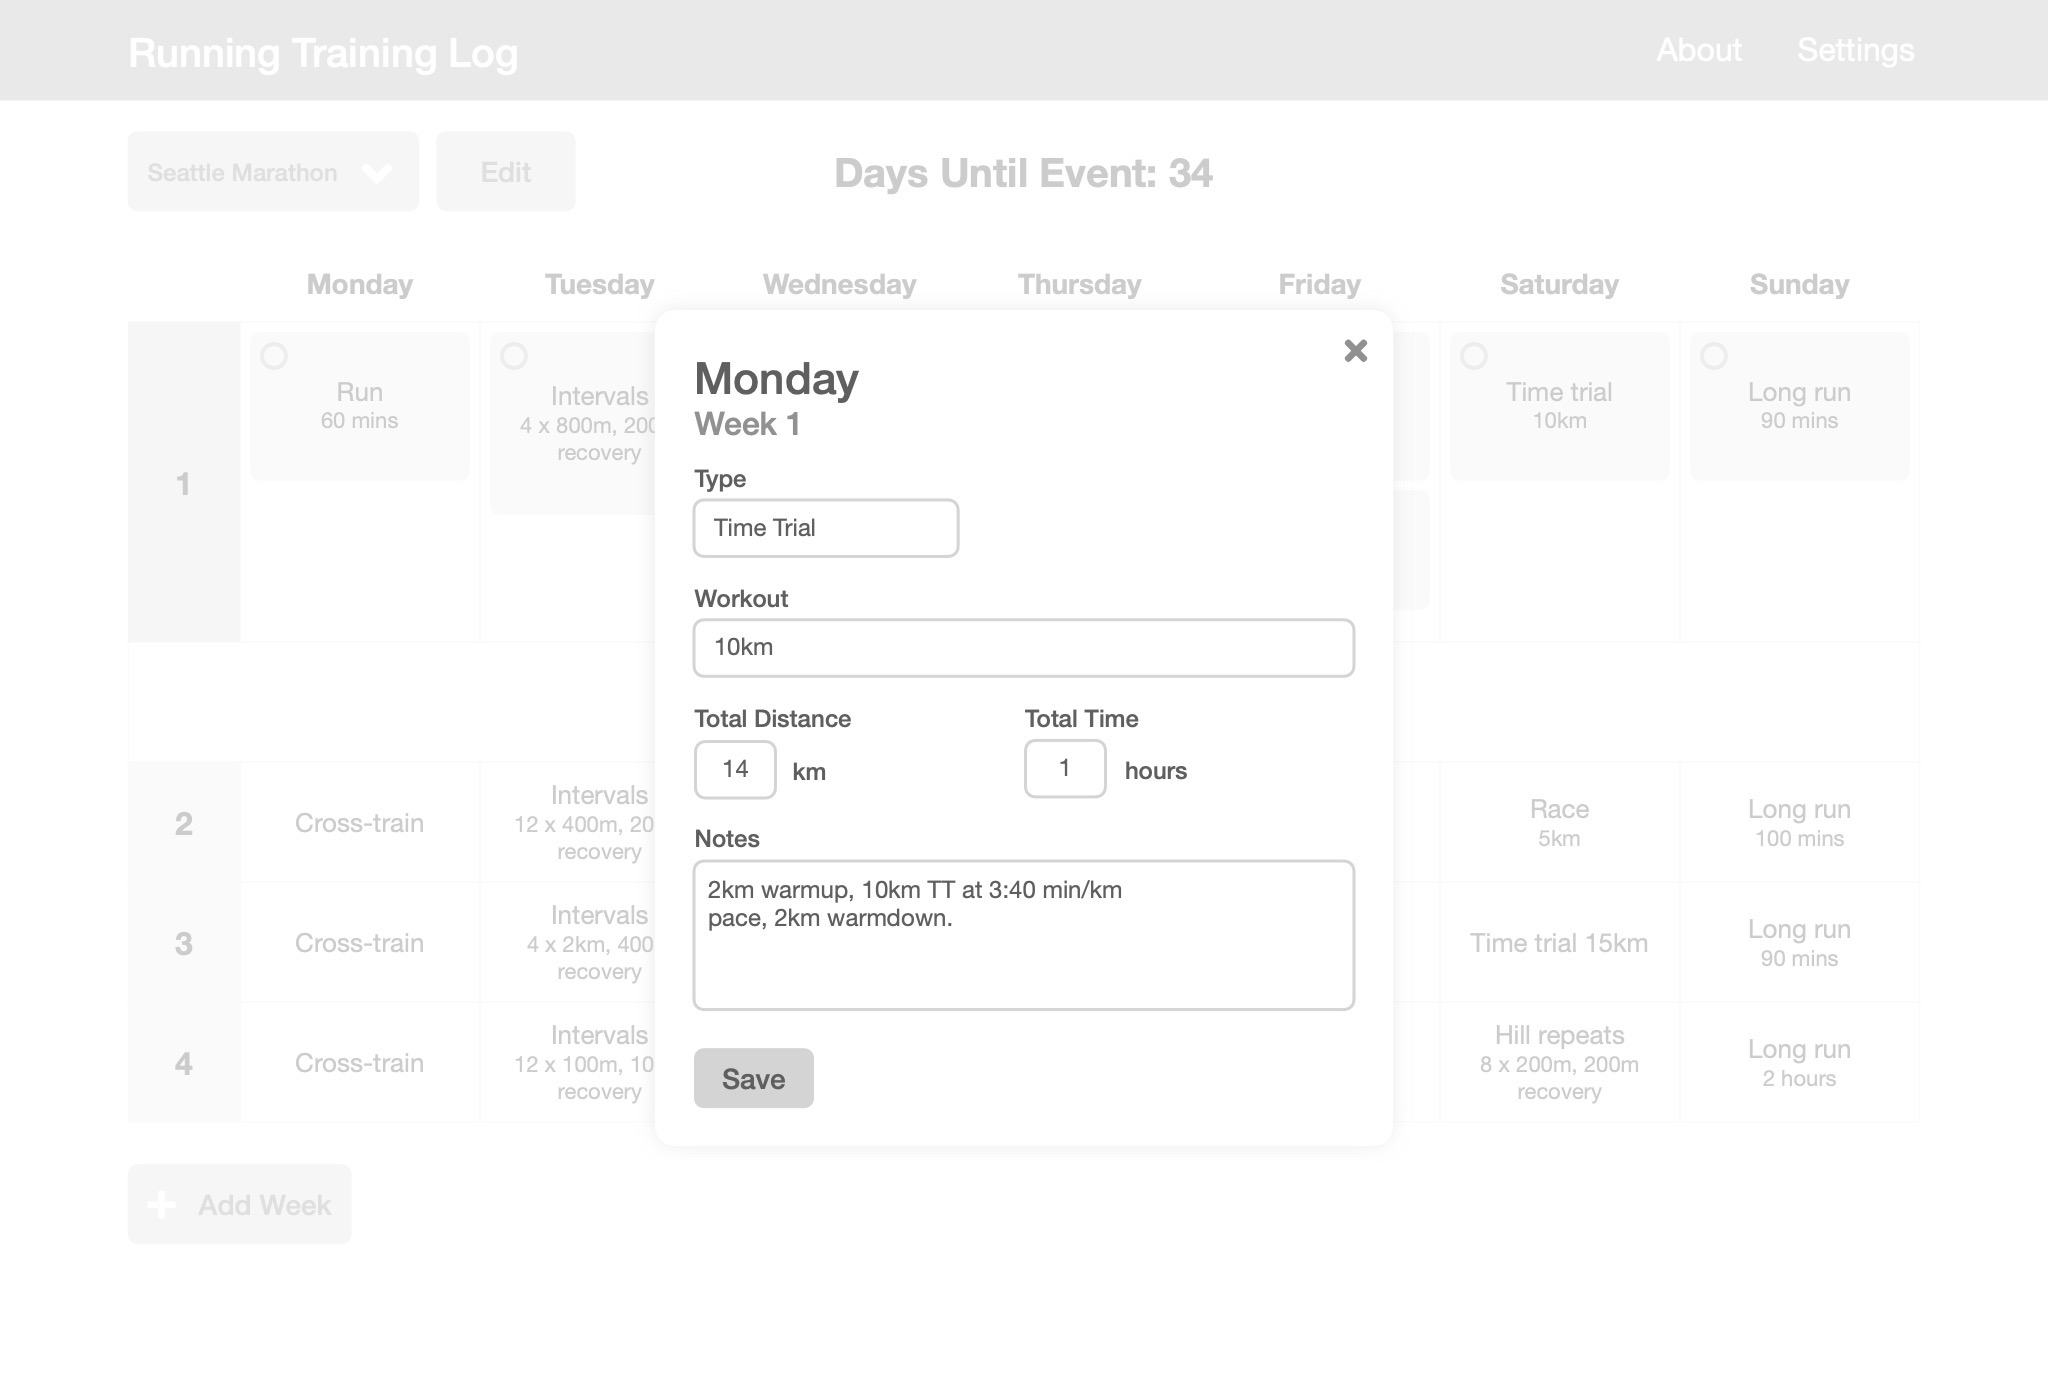 Running Training Log
About
Settings
Seattle Marathon
Edit
Days Until Event: 34
Monday
Tuesday
Wednesday
Thursday
Friday
Saturday
Sunday
1
Run
60 mins
Intervals
4 x 800m, 200
recovery
Time trial
10km
Long run
90 mins
2
Cross-train
Intervals
12 x 400m, 20
recovery
Race
5km
Long run
100 mins
3
Cross-train
Intervals
4 x 2km, 400
recovery
Time trial 15km
Long run
90 mins
4
Cross-train
Intervals
12 x 100m, 10
recovery
Hill repeats
8 x 200m, 200m
recovery
Long run
2 hours
Add Week
Monday
Week 1
Type
Time Trial
Workout
10km
Total Distance
14 km
Total Time
1 hours
Notes
2km warmup, 10km TT at 3:40 min/km
pace, 2km warmdown.
Save